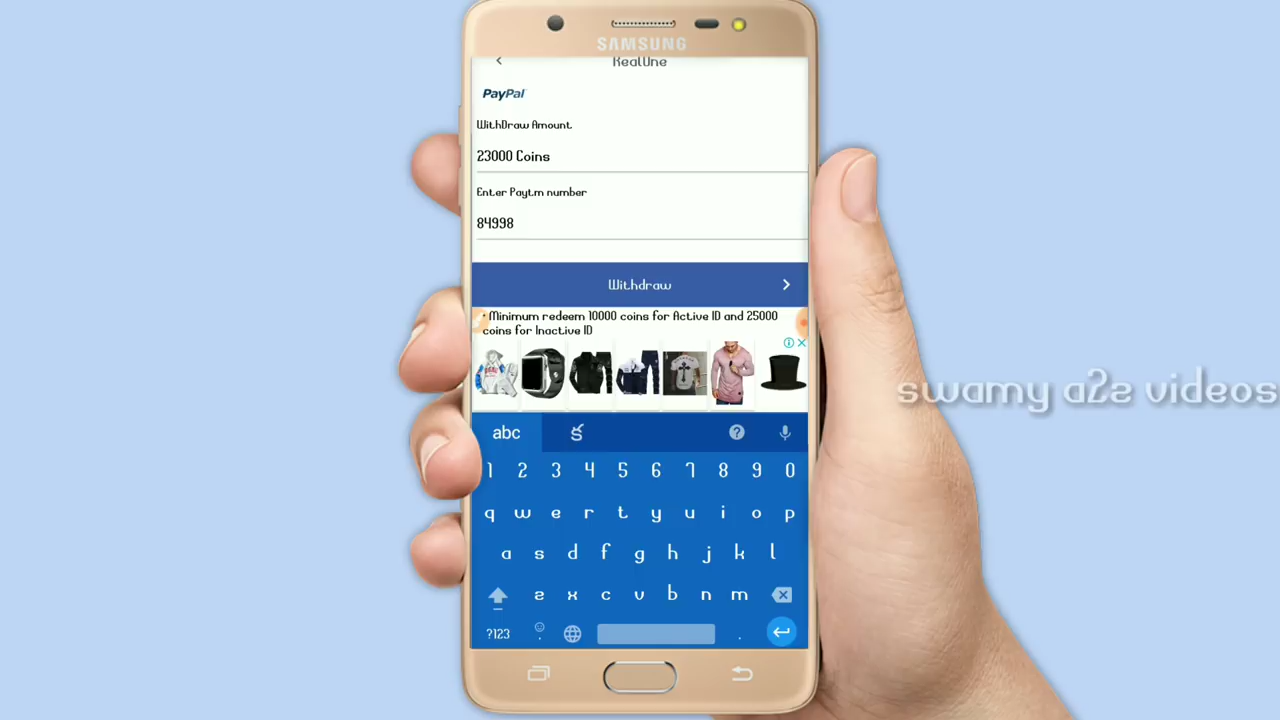 SAMSUNG
RealOne
PayPal
WithDraw Amount
23000 Coins
Enter Paytm number
84998
Withdraw
• Minimum redeem 10000 coins for Active ID and 25000
coins for Inactive ID
swamy a2z videos
abc క
1 2 3 4 5 6 7 8 9 0
q w e r t y u i o p
a s d f g h j k l
z x c v b n m
?123 .